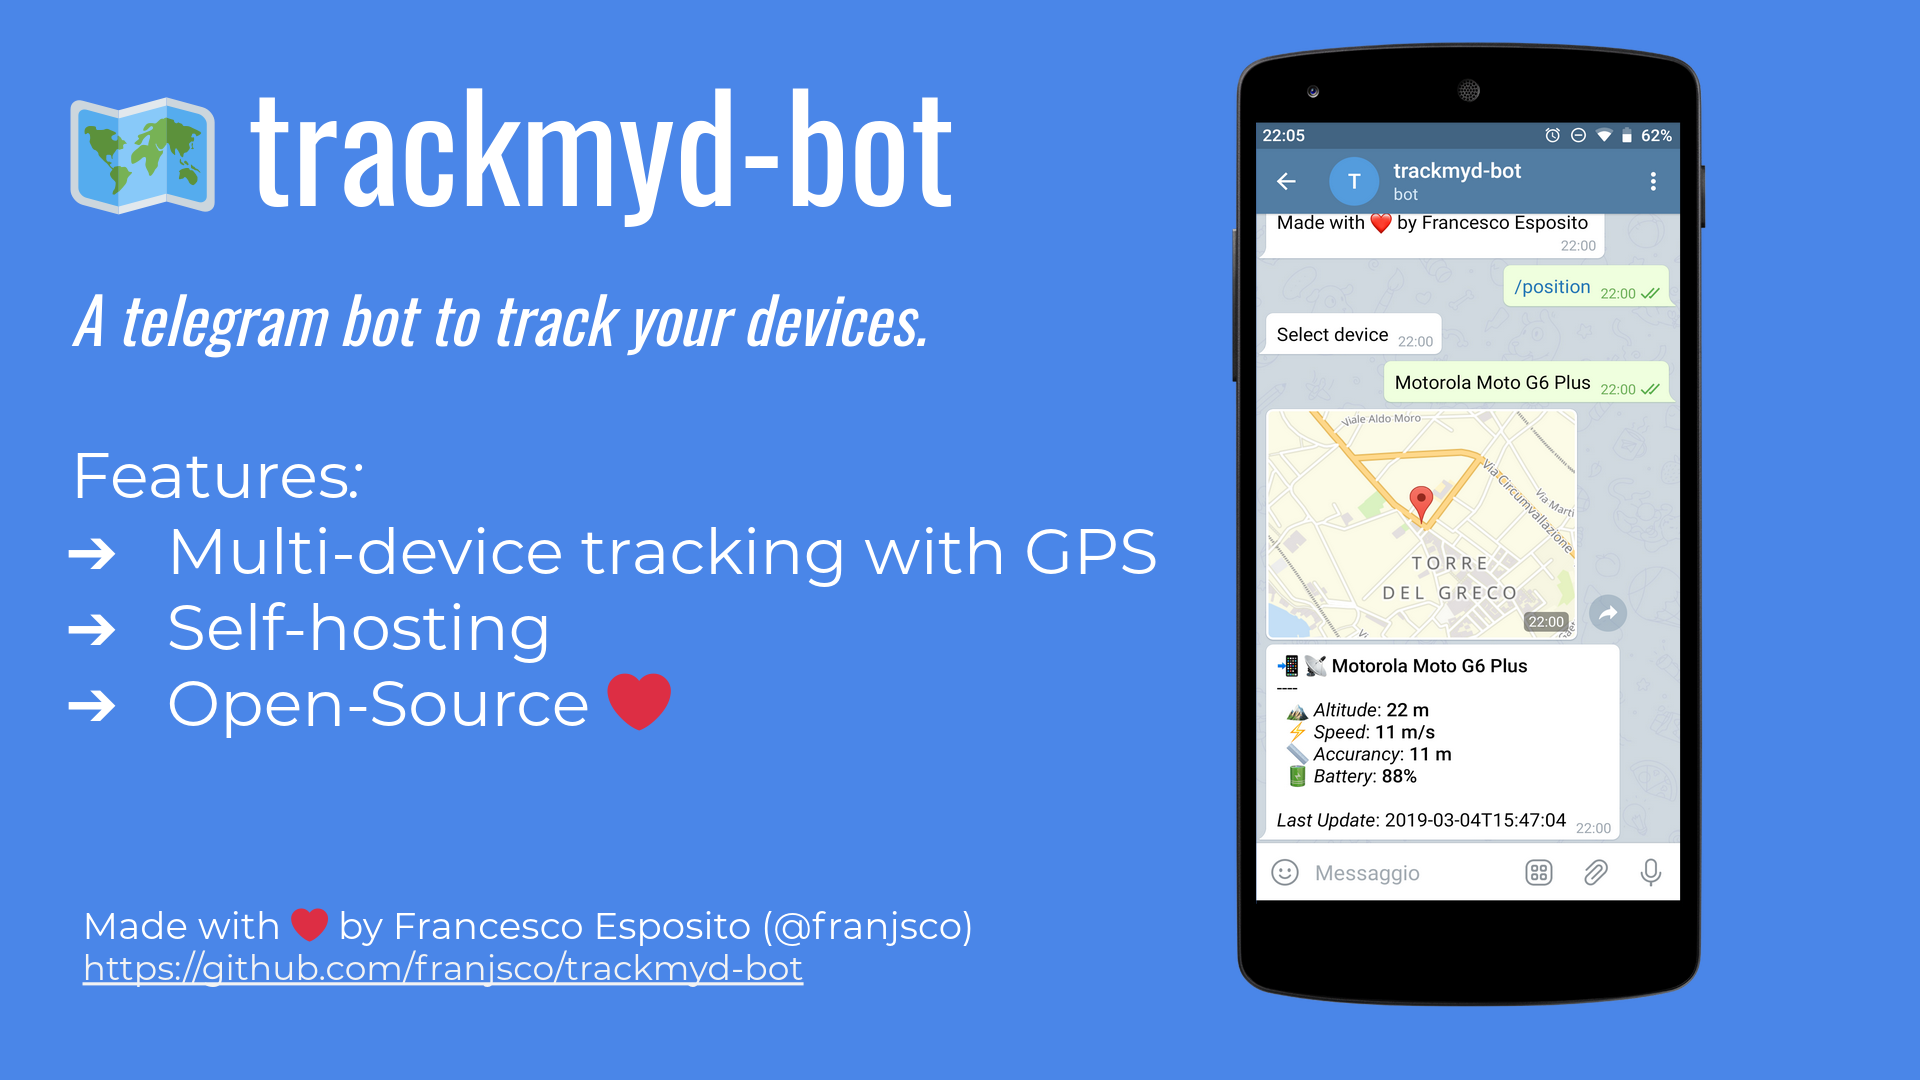 trackmyd-bot
A telegram bot to track your devices.
Features:
➔ Multi-device tracking with GPS
➔ Self-hosting
➔ Open-Source ❤
Made with ❤ by Francesco Esposito (@franjsco)
https://github.com/franjsco/trackmyd-bot
22:05 62%
T
trackmyd-bot
bot
Made with ❤ by Francesco Esposito
22:00
/position 22:00
Select device 22:00
Motorola Moto G6 Plus 22:00
Viale Aldo Moro
Via Circumvallazione
Via Marti
TORRE
DEL GRECO
22:00
Motorola Moto G6 Plus
----
Altitude: 22 m
Speed: 11 m/s
Accurancy: 11 m
Battery: 88%
Last Update: 2019-03-04T15:47:04 22:00
Messaggio